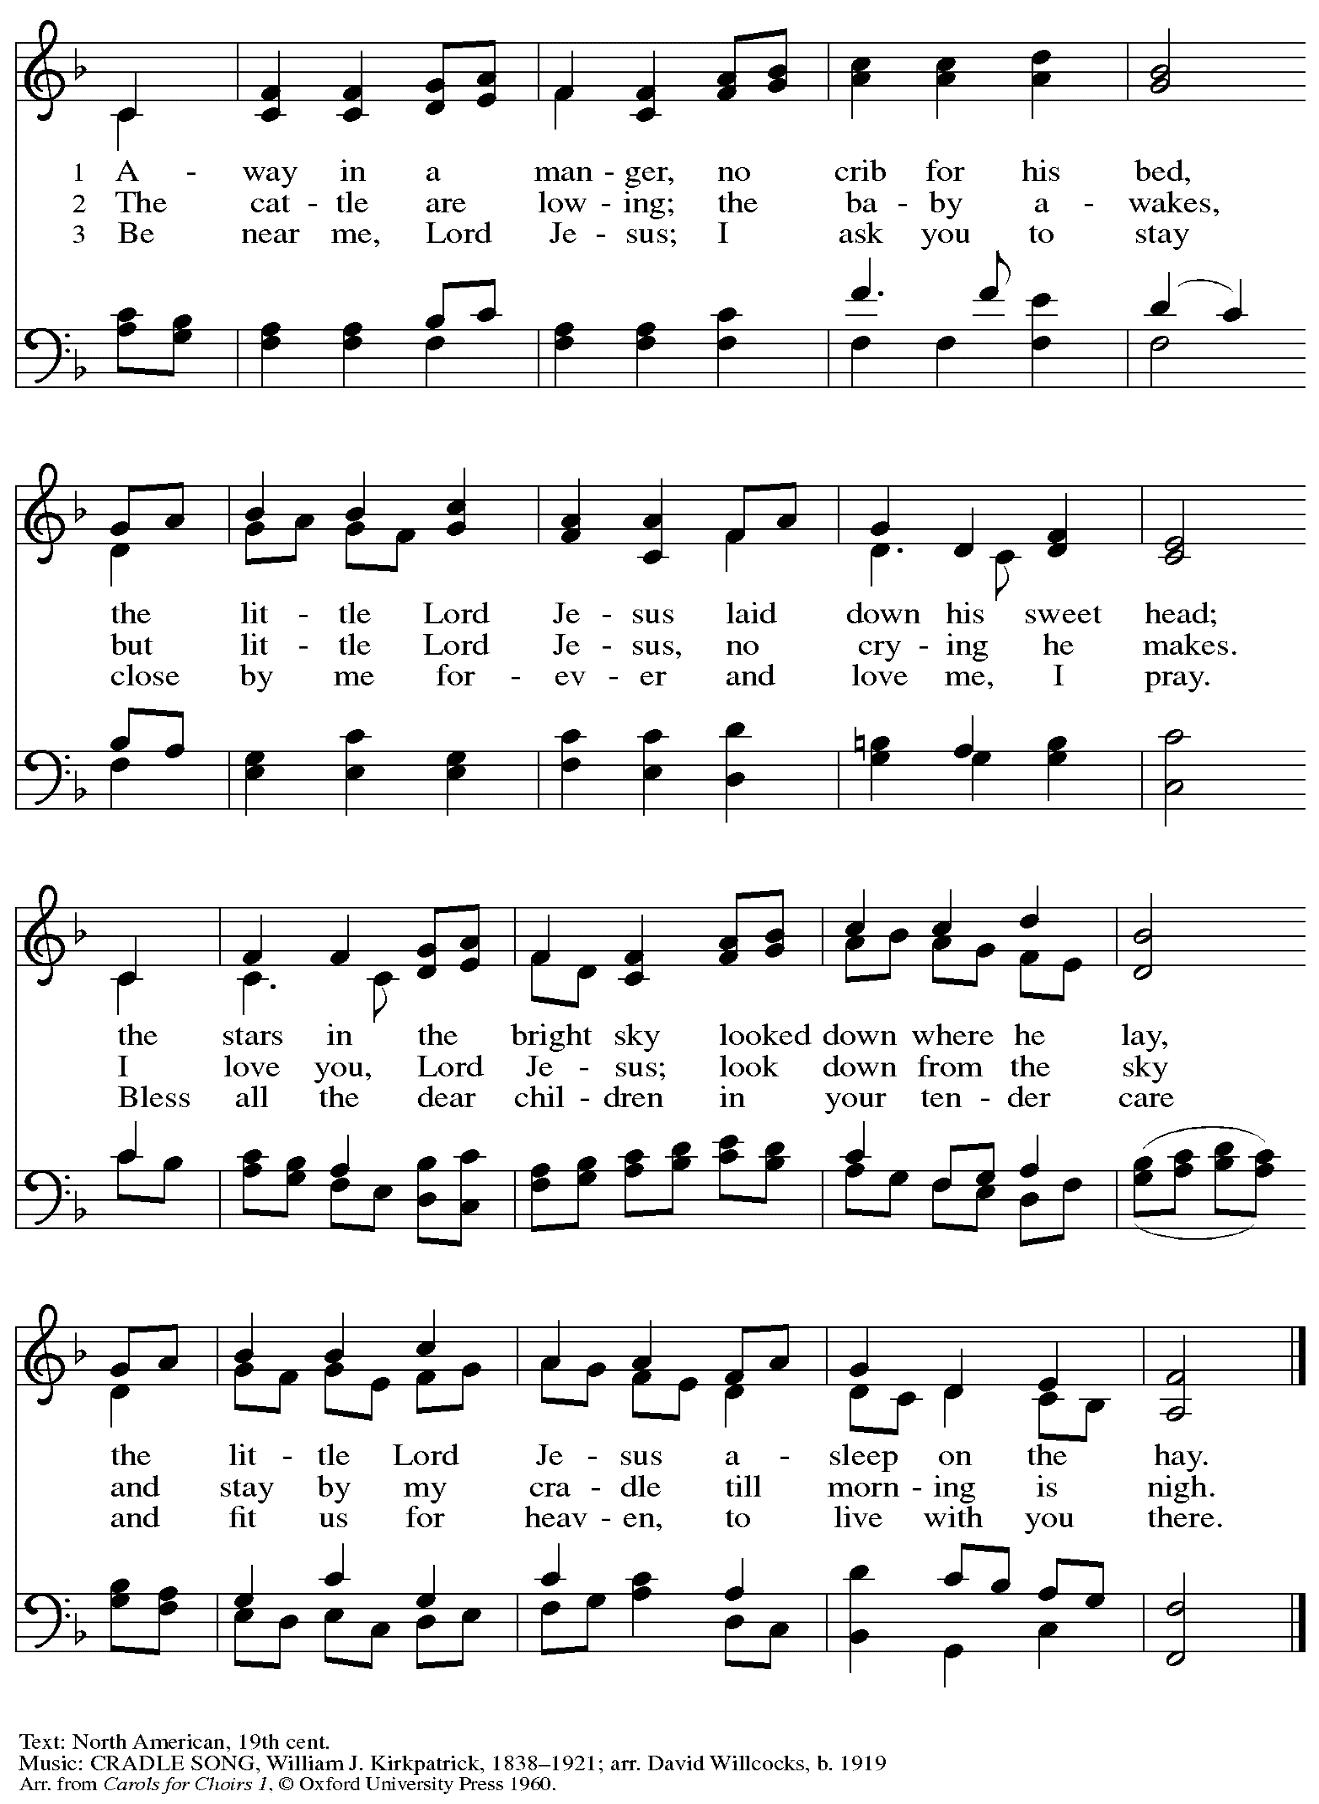 1 A - way in a man - ger, no crib for his bed,
2 The cat - tle are low - ing; the ba - by a - wakes,
3 Be near me, Lord Je - sus; I ask you to stay
the lit - tle Lord Je - sus laid down his sweet head;
but lit - tle Lord Je - sus, no cry - ing he makes.
close by me for - ev - er and love me, I pray.
the stars in the bright sky looked down where he lay,
I love you, Lord Je - sus; look down from the sky
Bless all the dear chil - dren in your ten - der care
the lit - tle Lord Je - sus a - sleep on the hay.
and stay by my cra - dle till morn - ing is nigh.
and fit us for heav - en, to live with you there.
Text: North American, 19th cent.
Music: CRADLE SONG, William J. Kirkpatrick, 1838–1921; arr. David Willcocks, b. 1919
Arr. from Carols for Choirs 1, © Oxford University Press 1960.